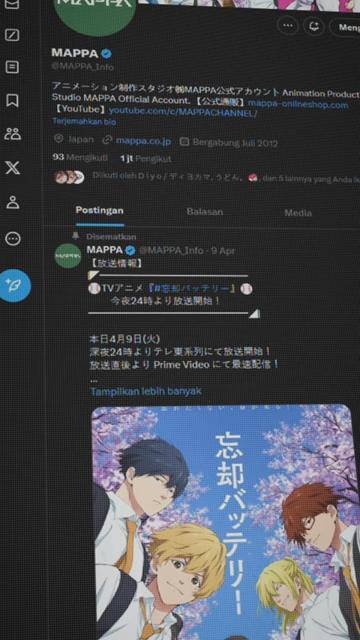 MAPPA
Mengi
MAPPA
@MAPPA_Info
アニメーション制作スタジオ㈱MAPPA公式アカウント Animation Product
Studio MAPPA Official Account. 【公式通販】mappa-onlineshop.com
【YouTube】youtube.com/c/MAPPACHANNEL/
Terjemahkan bio
Japan mappa.co.jp Bergabung Juli 2012
93 Mengikuti 1 jt Pengikut
Diikuti oleh D i y o / ディヨカマ, うどん。, dan 5 lainnya yang Anda
Postingan Balasan Media
Disematkan
MAPPA @MAPPA_Info · 9 Apr
【放送情報】
TVアニメ『#忘却バッテリー』
今夜24時より放送開始！
本日4月9日(火)
深夜24時よりテレ東系列にて放送開始！
放送直後より Prime Video にて最速配信！
...
Tampilkan lebih banyak
忘却バッテリー